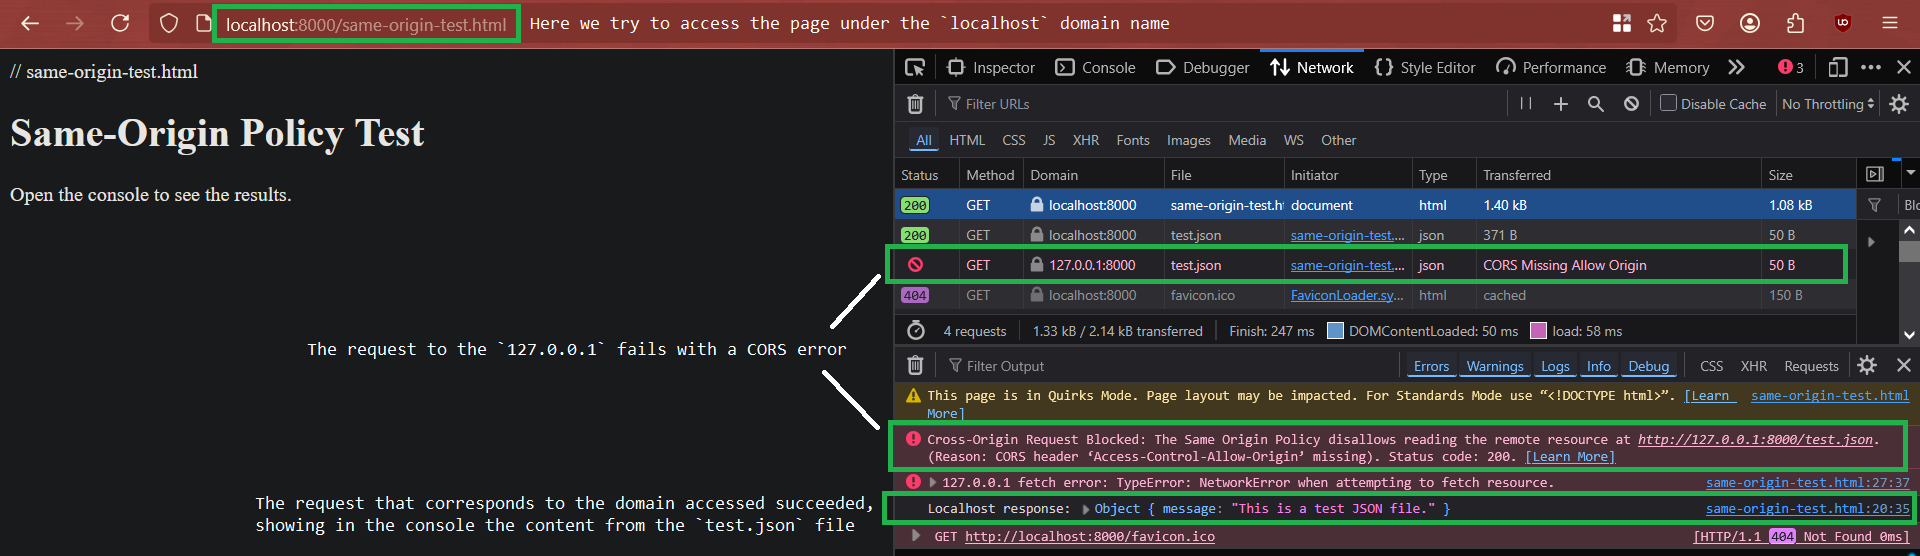 localhost:8000/same-origin-test.html Here we try to access the page under the `localhost` domain name
// same-origin-test.html
Same-Origin Policy Test
Open the console to see the results.
The request to the `127.0.0.1` fails with a CORS error
The request that corresponds to the domain accessed succeeded,
showing in the console the content from the `test.json` file
Inspector Console Debugger Network Style Editor Performance Memory 3
Filter URLs Disable Cache No Throttling
All HTML CSS JS XHR Fonts Images Media WS Other
Status Method Domain File Initiator Type Transferred Size
200 GET localhost:8000 same-origin-test.ht document html 1.40 kB 1.08 kB Blo
200 GET localhost:8000 test.json same-origin-test.... json 371 B 50 B
GET 127.0.0.1:8000 test.json same-origin-test.... json CORS Missing Allow Origin 50 B
404 GET localhost:8000 favicon.ico FaviconLoader.sy... html cached 150 B
4 requests 1.33 kB / 2.14 kB transferred Finish: 247 ms DOMContentLoaded: 50 ms load: 58 ms
Filter Output Errors Warnings Logs Info Debug CSS XHR Requests
This page is in Quirks Mode. Page layout may be impacted. For Standards Mode use “<!DOCTYPE html>”. [Learn same-origin-test.html
More]
Cross-Origin Request Blocked: The Same Origin Policy disallows reading the remote resource at http://127.0.0.1:8000/test.json.
(Reason: CORS header ‘Access-Control-Allow-Origin’ missing). Status code: 200. [Learn More]
127.0.0.1 fetch error: TypeError: NetworkError when attempting to fetch resource. same-origin-test.html:27:37
Localhost response: Object { message: "This is a test JSON file." } same-origin-test.html:20:35
GET http://localhost:8000/favicon.ico [HTTP/1.1 404 Not Found 0ms]